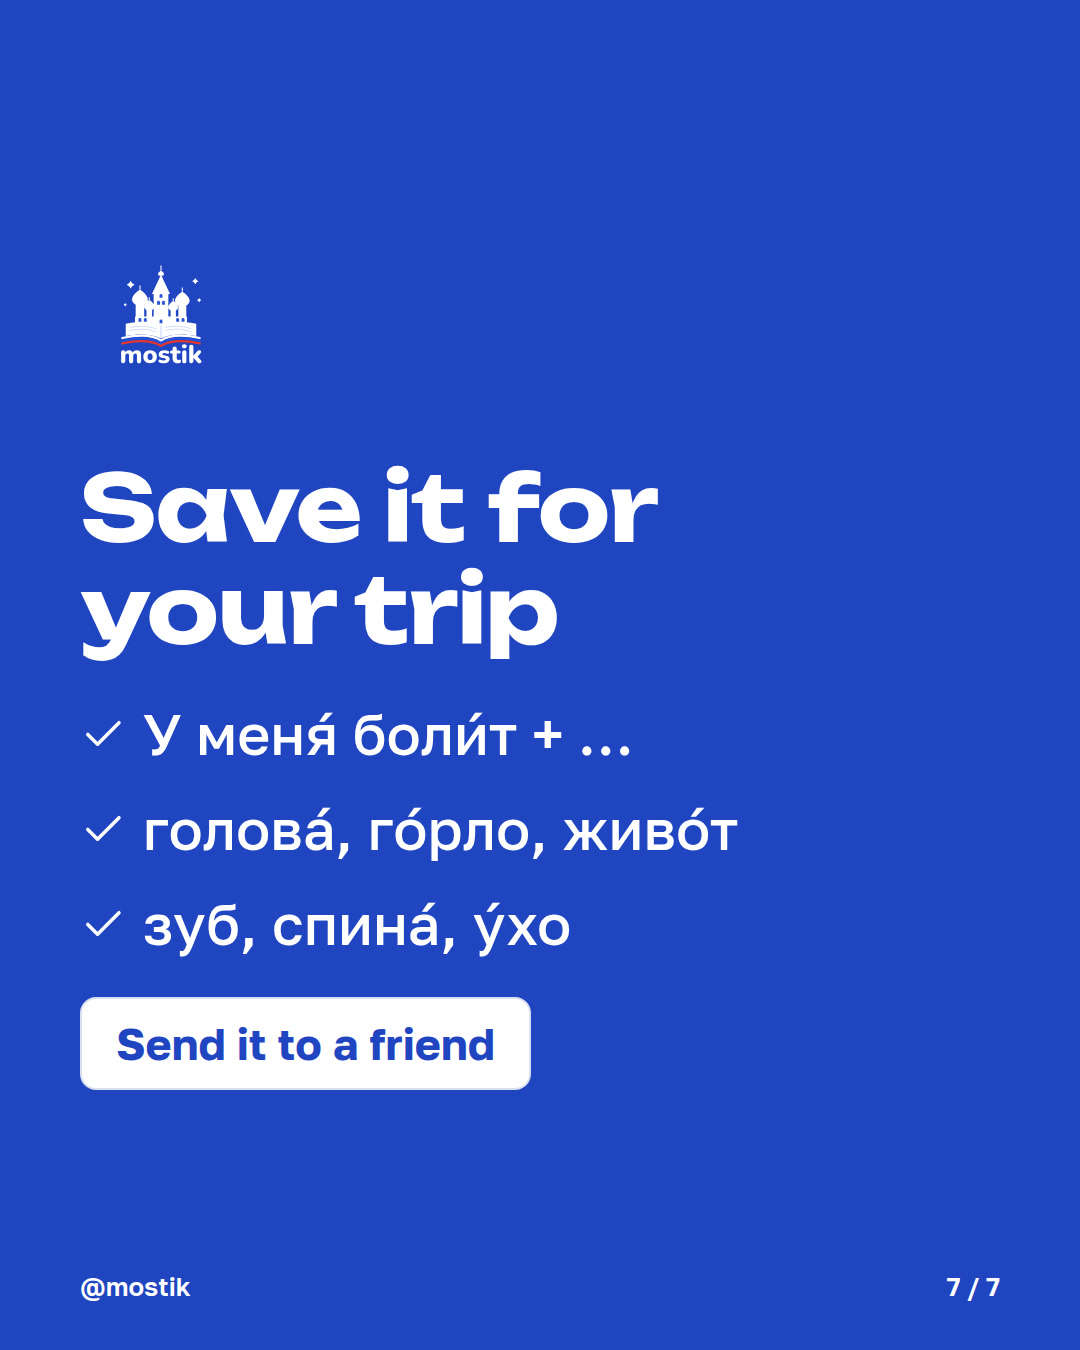 mostik
Save it for
your trip
У меня́ боли́т + ...
голова́, го́рло, живо́т
зуб, спина́, у́хо
Send it to a friend
@mostik
7 / 7